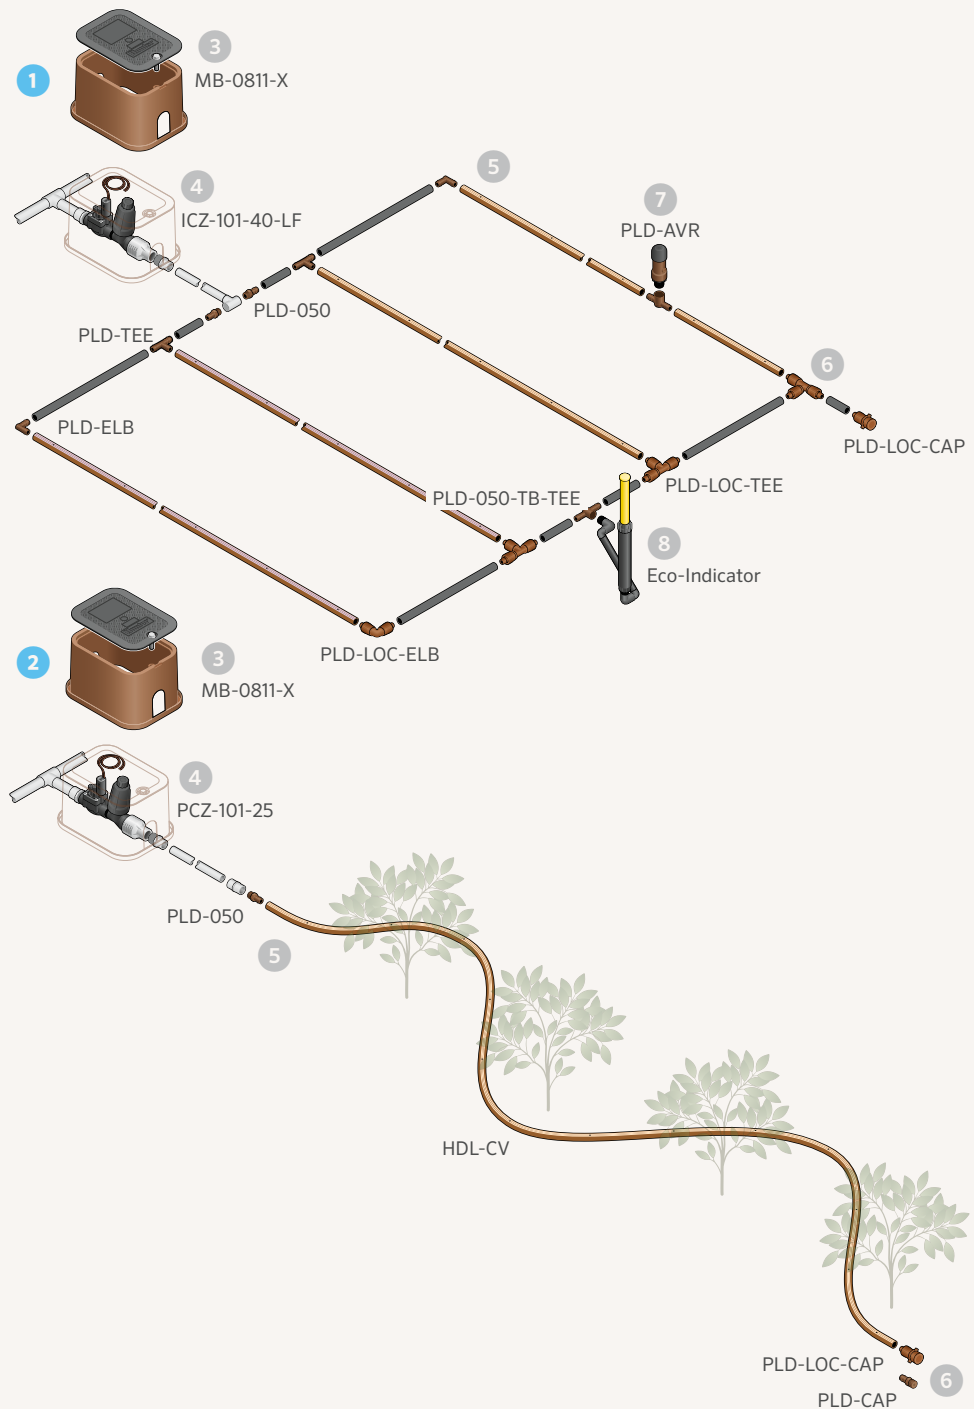 1
3
MB-0811-X
4
ICZ-101-40-LF
5
7
PLD-AVR
PLD-050
PLD-TEE
6
PLD-ELB
PLD-LOC-CAP
PLD-LOC-TEE
PLD-050-TB-TEE
8
Eco-Indicator
PLD-LOC-ELB
2
3
MB-0811-X
4
PCZ-101-25
PLD-050
5
HDL-CV
PLD-LOC-CAP
6
PLD-CAP